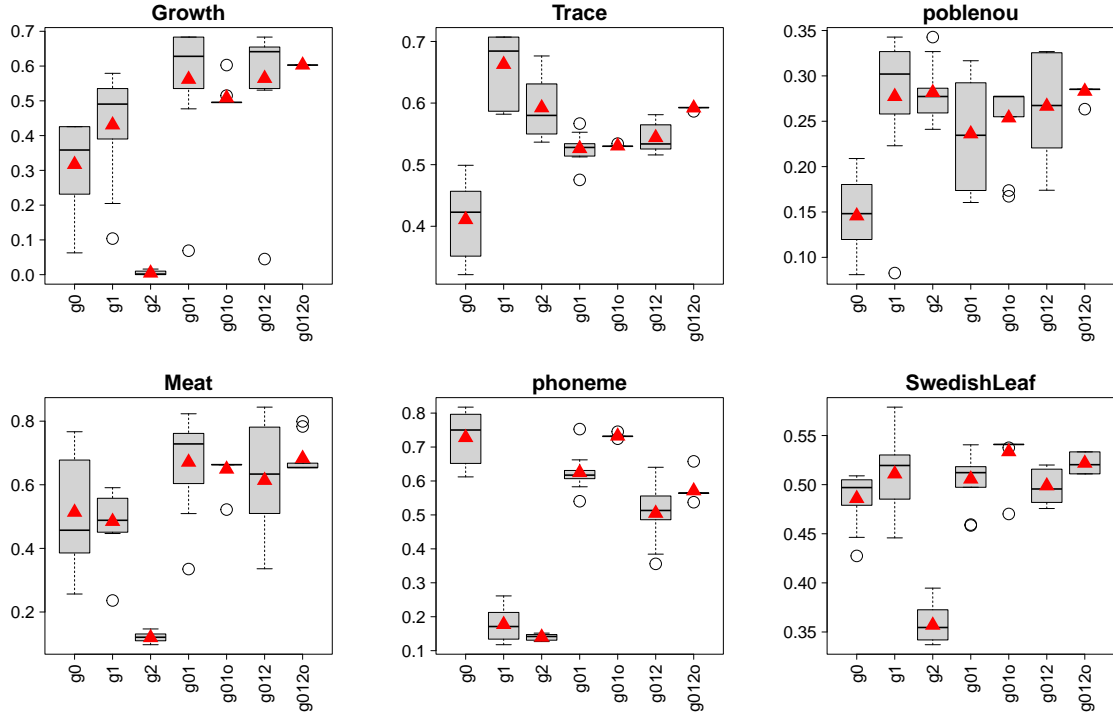 Growth
0.7
0.6
0.5
0.4
0.3
0.2
0.1
0.0
g0
g1
g2
g01
g01o
g012
g012o
Trace
0.7
0.6
0.5
0.4
g0
g1
g2
g01
g01o
g012
g012o
poblenou
0.35
0.30
0.25
0.20
0.15
0.10
g0
g1
g2
g01
g01o
g012
g012o
Meat
0.8
0.6
0.4
0.2
g0
g1
g2
g01
g01o
g012
g012o
phoneme
0.8
0.7
0.6
0.5
0.4
0.3
0.2
0.1
g0
g1
g2
g01
g01o
g012
g012o
SwedishLeaf
0.55
0.50
0.45
0.40
0.35
g0
g1
g2
g01
g01o
g012
g012o